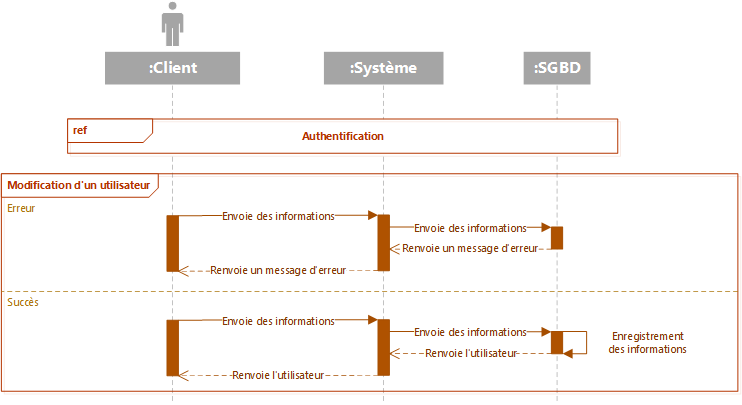 :Client
:Système
:SGBD
ref
Authentification
Modification d'un utilisateur
Erreur
Envoie des informations
Envoie des informations
Renvoie un message d'erreur
Renvoie un message d'erreur
Succès
Envoie des informations
Envoie des informations
Enregistrement
des informations
Renvoie l'utilisateur
Renvoie l'utilisateur